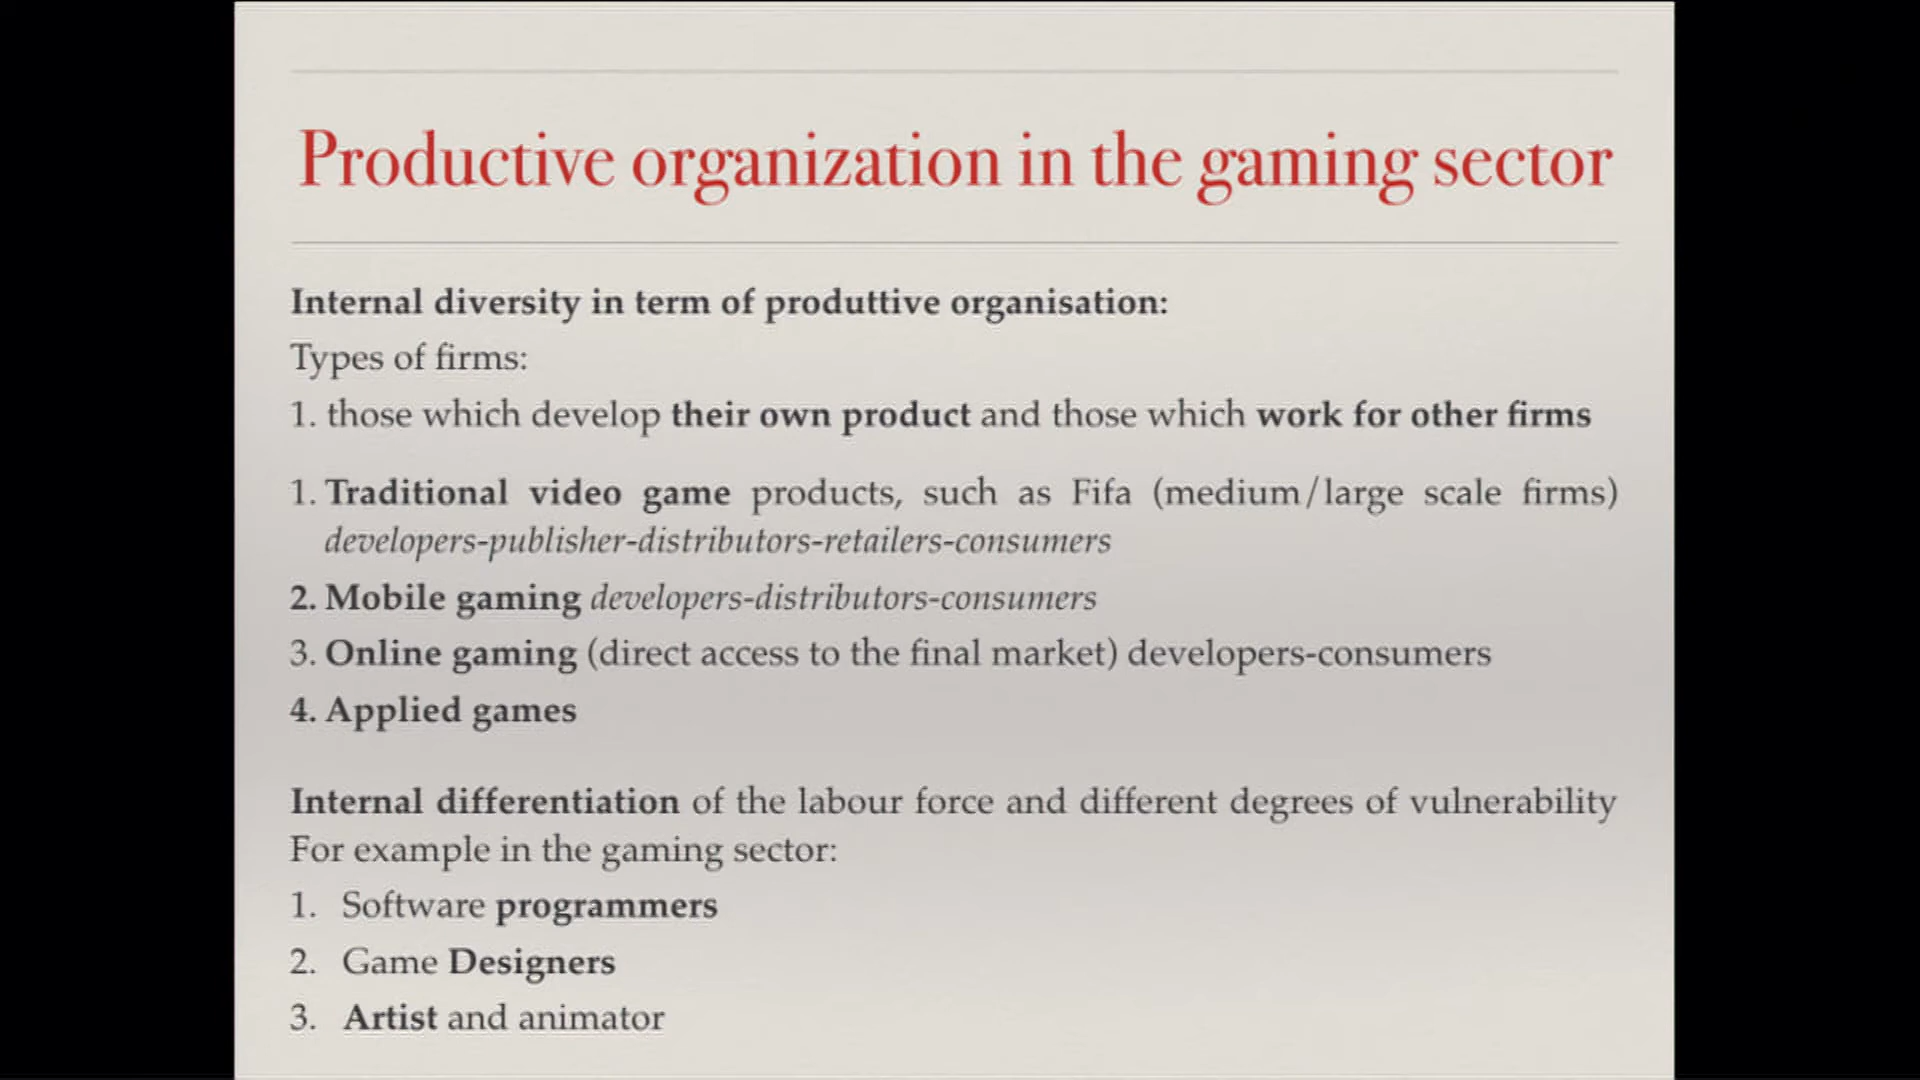 Productive organization in the gaming sector
Internal diversity in term of produttive organisation:
Types of firms:
1. those which develop their own product and those which work for other firms
1. Traditional video game products, such as Fifa (medium/large scale firms)
developers-publisher-distributors-retailers-consumers
2. Mobile gaming developers-distributors-consumers
3. Online gaming (direct access to the final market) developers-consumers
4. Applied games
Internal differentiation of the labour force and different degrees of vulnerability
For example in the gaming sector:
1. Software programmers
2. Game Designers
3. Artist and animator